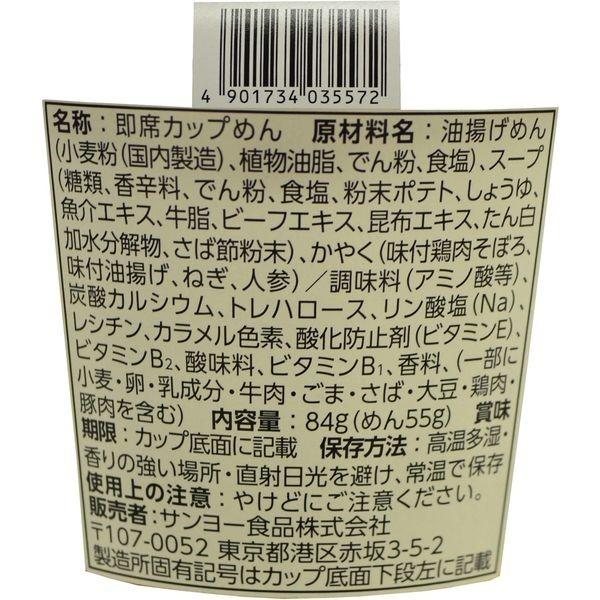 4 901734 035572
名称：即席カップめん 原材料名：油揚げめん
(小麦粉(国内製造)、植物油脂、でん粉、食塩)、スープ
(糖類、香辛料、でん粉、食塩、粉末ポテト、しょうゆ、
魚介エキス、牛脂、ビーフエキス、昆布エキス、たん白
加水分解物、さば節粉末)、かやく(味付鶏肉そぼろ、
味付油揚げ、ねぎ、人参)／調味料(アミノ酸等)、
炭酸カルシウム、トレハロース、リン酸塩(Na)、
レシチン、カラメル色素、酸化防止剤(ビタミンE)、
ビタミンB₂、酸味料、ビタミンB₁、香料、(一部に
小麦・卵・乳成分・牛肉・ごま・さば・大豆・鶏肉・
豚肉を含む) 内容量：84g(めん55g) 賞味
期限：カップ底面に記載 保存方法：高温多湿・
香りの強い場所・直射日光を避け、常温で保存
使用上の注意：やけどにご注意ください。
販売者：サンヨー食品株式会社
〒107-0052 東京都港区赤坂3-5-2
製造所固有記号はカップ底面下段左に記載